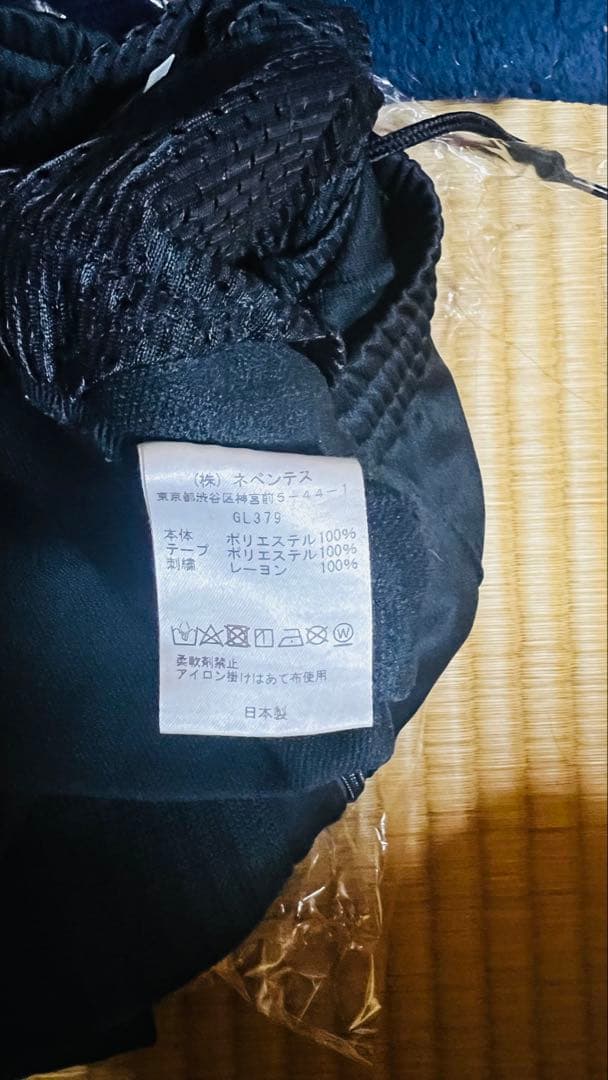 (株) ネペンテス
東京都渋谷区神宮前5-44-1
GL379
本体 ポリエステル100%
テープ ポリエステル100%
刺繍 レーヨン 100%
柔軟剤禁止
アイロン掛けはあて布使用
日本製